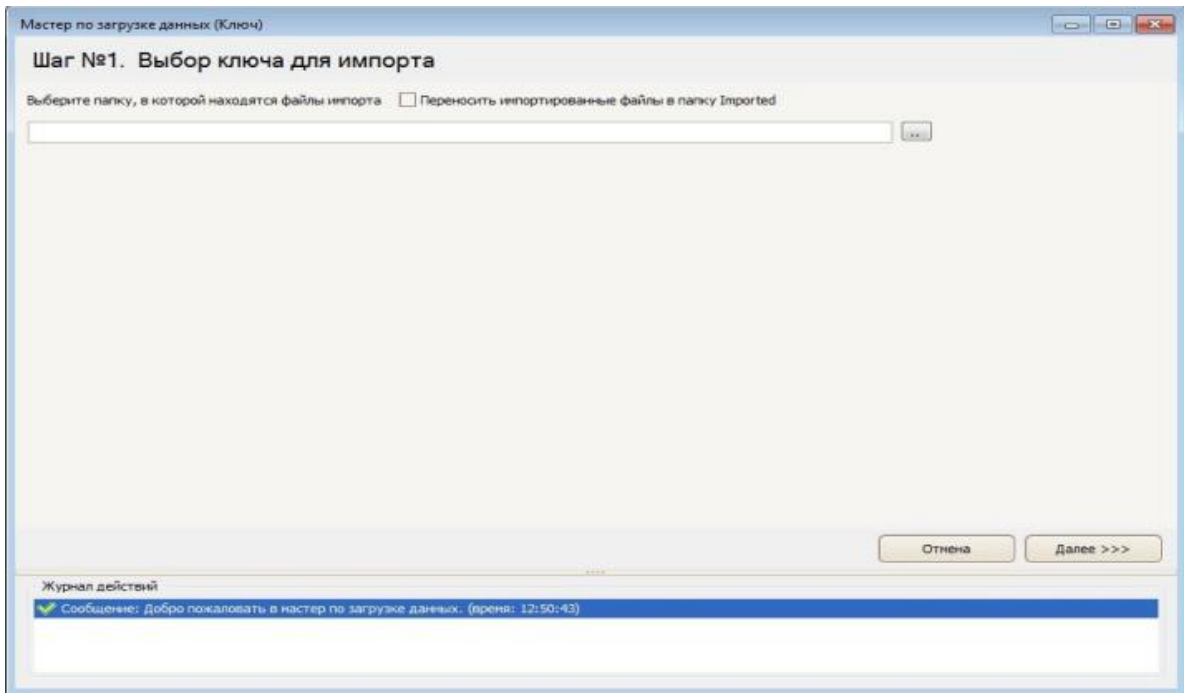 Мастер по загрузке данных (Ключ)
Шаг №1. Выбор ключа для импорта
Выберите папку, в которой находятся файлы импорта Переносить импортированные файлы в папку Imported
..
Отмена Далее >>>
Журнал действий
Сообщение: Добро пожаловать в мастер по загрузке данных. (время: 12:50:43)